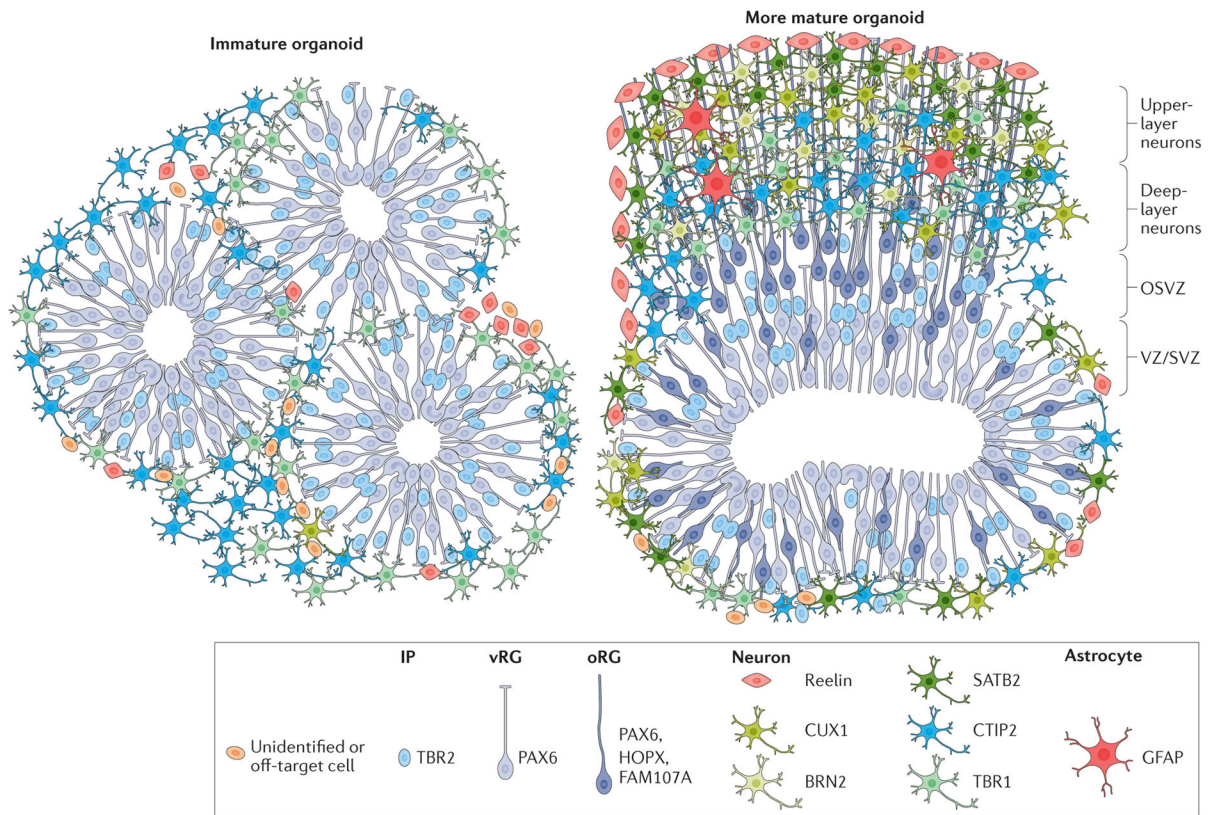 More mature organoid
Immature organoid
Upper-
layer
neurons
Deep-
layer
neurons
OSVZ
VZ/SVZ
IP
vRG
oRG
Neuron
Astrocyte
Unidentified or
off-target cell
TBR2
PAX6
PAX6,
HOPX,
FAM107A
Reelin
CUX1
BRN2
SATB2
CTIP2
TBR1
GFAP